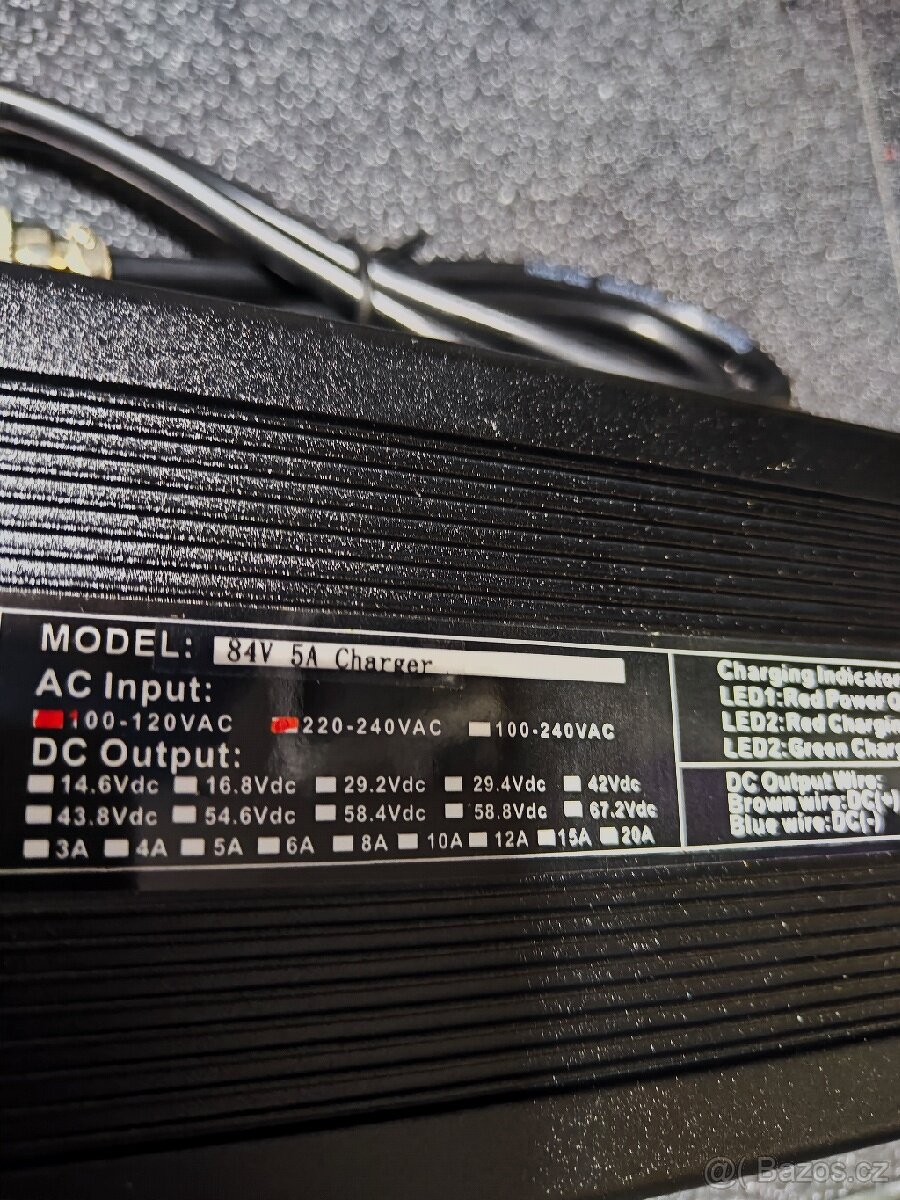 MODEL: 84V 5A Charger
AC Input:
100-120VAC 220-240VAC 100-240VAC
DC Output:
14.6Vdc 16.8Vdc 29.2Vdc 29.4Vdc 42Vdc
43.8Vdc 54.6Vdc 58.4Vdc 58.8Vdc 67.2Vdc
3A 4A 5A 6A 8A 10A 12A 15A 20A
Charging Indicato
LED1:Red Power O
LED2:Red Chargin
LED2:Green Char
DC Output Wire:
Brown wire:DC(+)
Blue wire:DC(-)
@( Bazos.cz